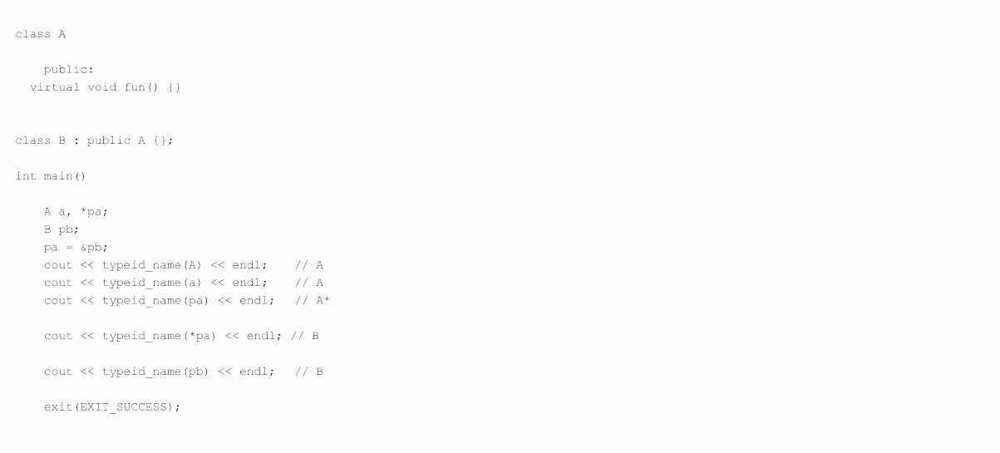 class A
public:
virtual void fun() {}
class B : public A {};
int main()
A a, *pa;
B pb;
pa = &pb;
cout << typeid_name(A) << endl;    // A
cout << typeid_name(a) << endl;    // A
cout << typeid_name(pa) << endl;   // A*
cout << typeid_name(*pa) << endl; // B
cout << typeid_name(pb) << endl;   // B
exit(EXIT_SUCCESS);